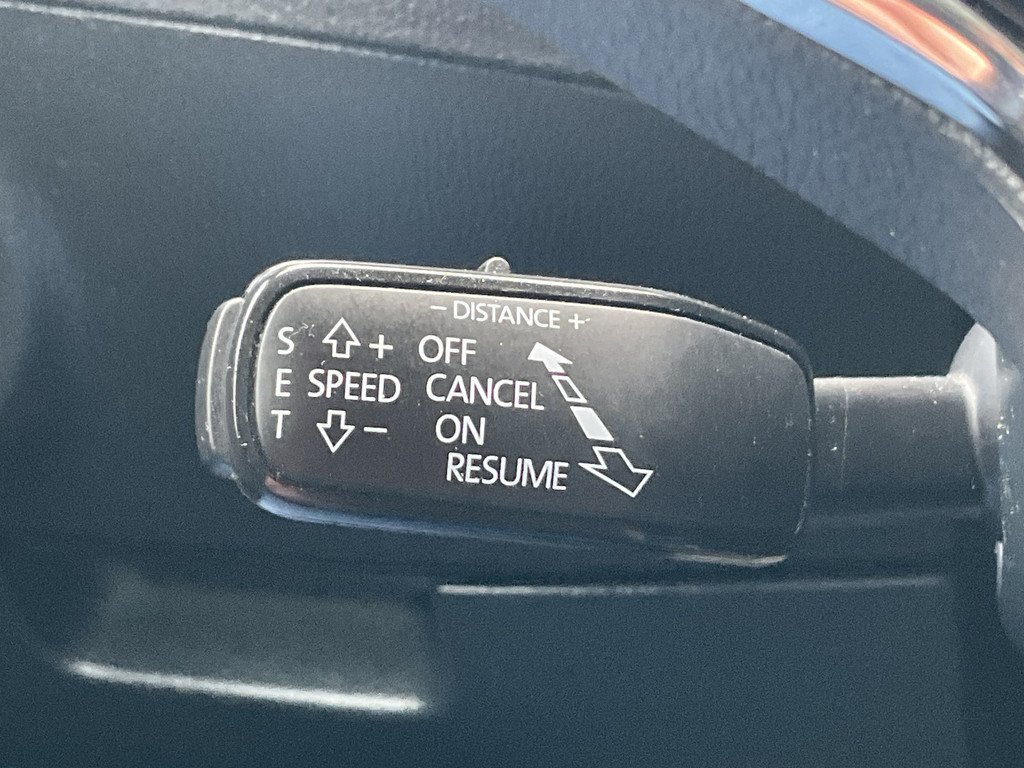 − DISTANCE +
S + OFF
E SPEED CANCEL
T − ON
RESUME